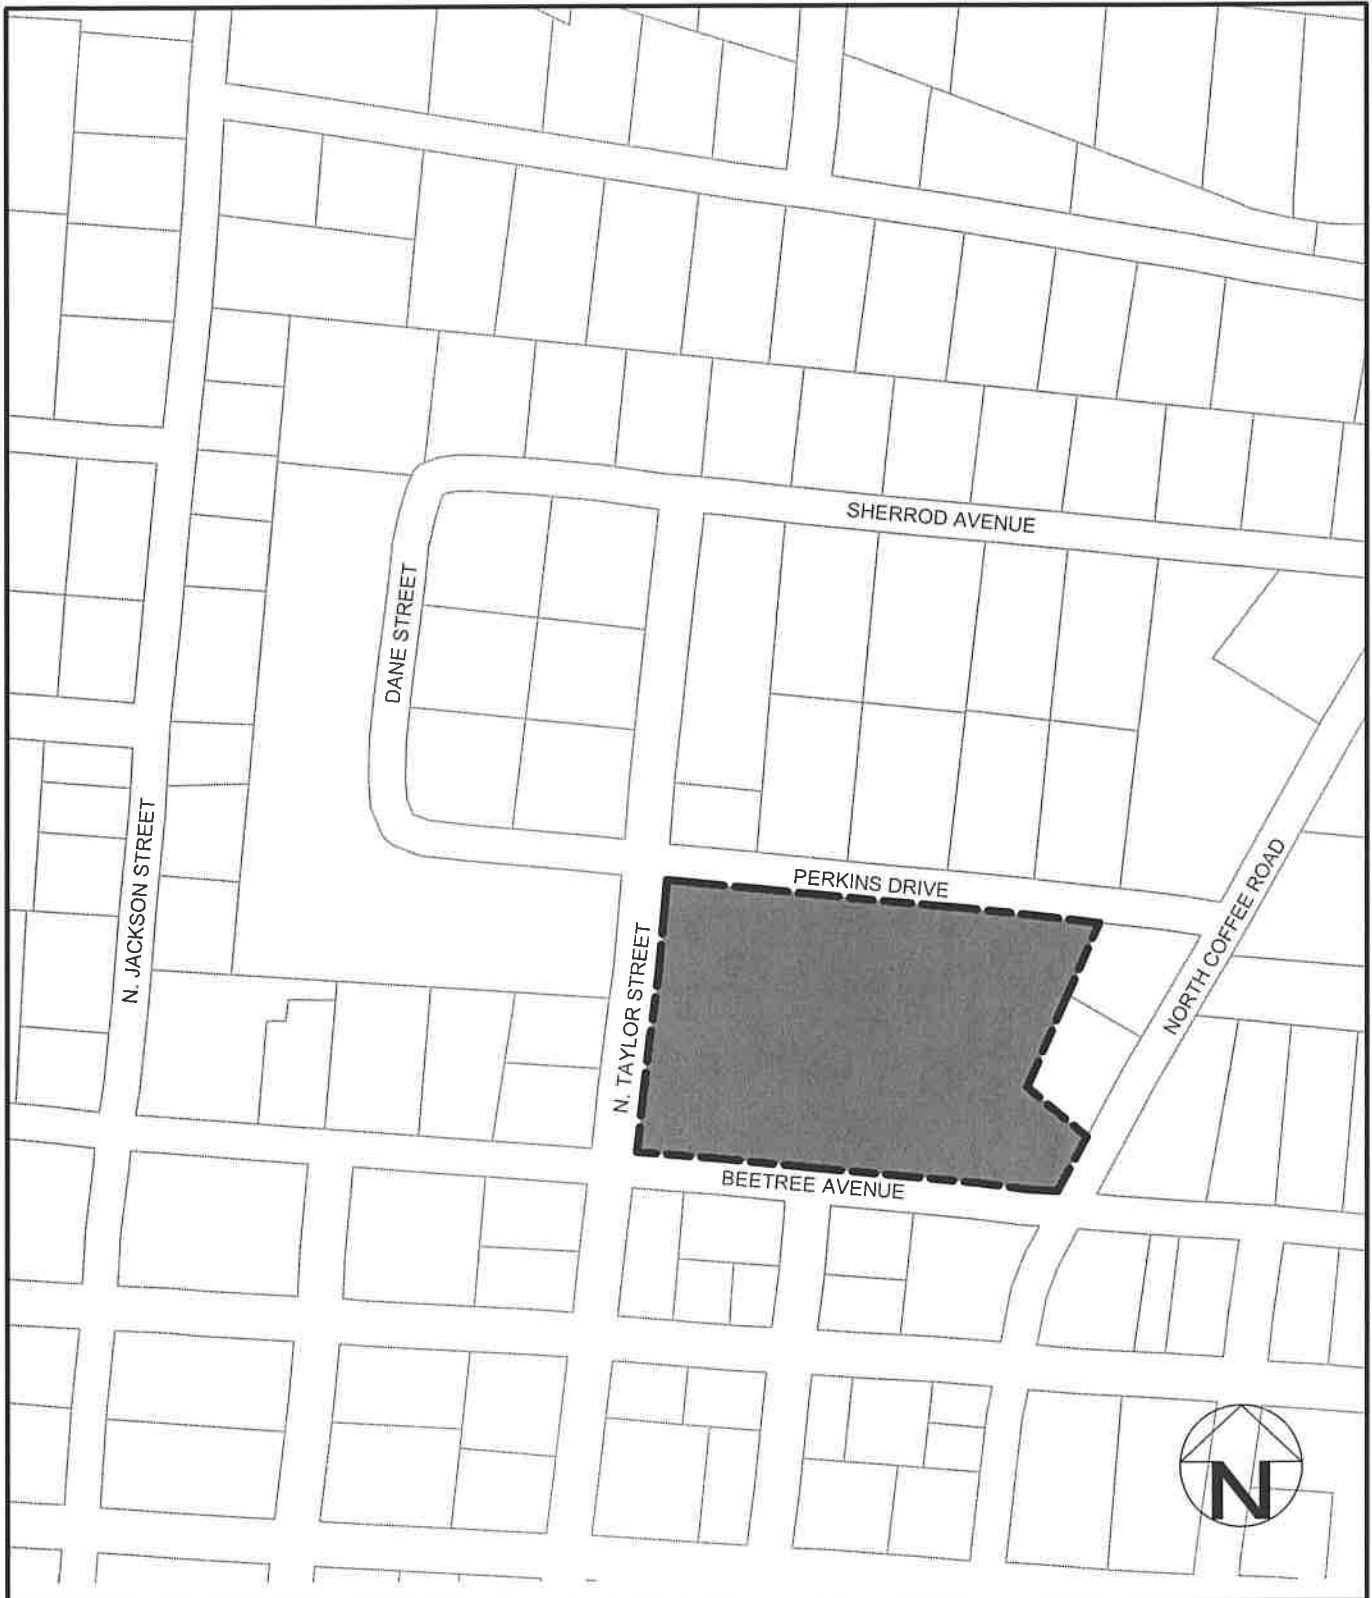 SHERROD AVENUE
DANE STREET
N. JACKSON STREET
PERKINS DRIVE
NORTH COFFEE ROAD
N. TAYLOR STREET
BEETREE AVENUE
N